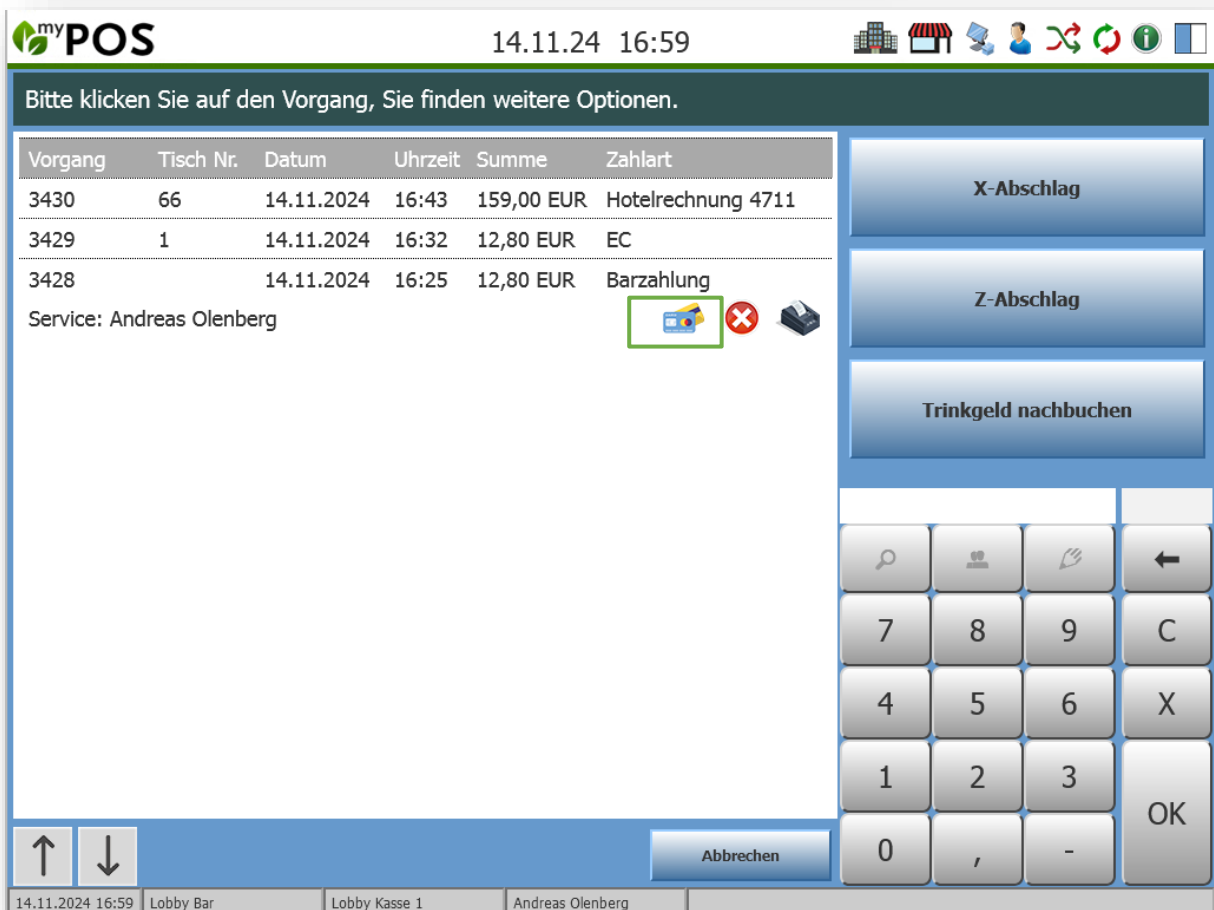 myPOS 14.11.24 16:59
Bitte klicken Sie auf den Vorgang, Sie finden weitere Optionen.
Vorgang Tisch Nr. Datum Uhrzeit Summe Zahlart
3430 66 14.11.2024 16:43 159,00 EUR Hotelrechnung 4711
3429 1 14.11.2024 16:32 12,80 EUR EC
3428 14.11.2024 16:25 12,80 EUR Barzahlung
Service: Andreas Olenberg
X-Abschlag
Z-Abschlag
Trinkgeld nachbuchen
7 8 9 C
4 5 6 X
1 2 3
OK
0 , -
Abbrechen
14.11.2024 16:59 Lobby Bar Lobby Kasse 1 Andreas Olenberg